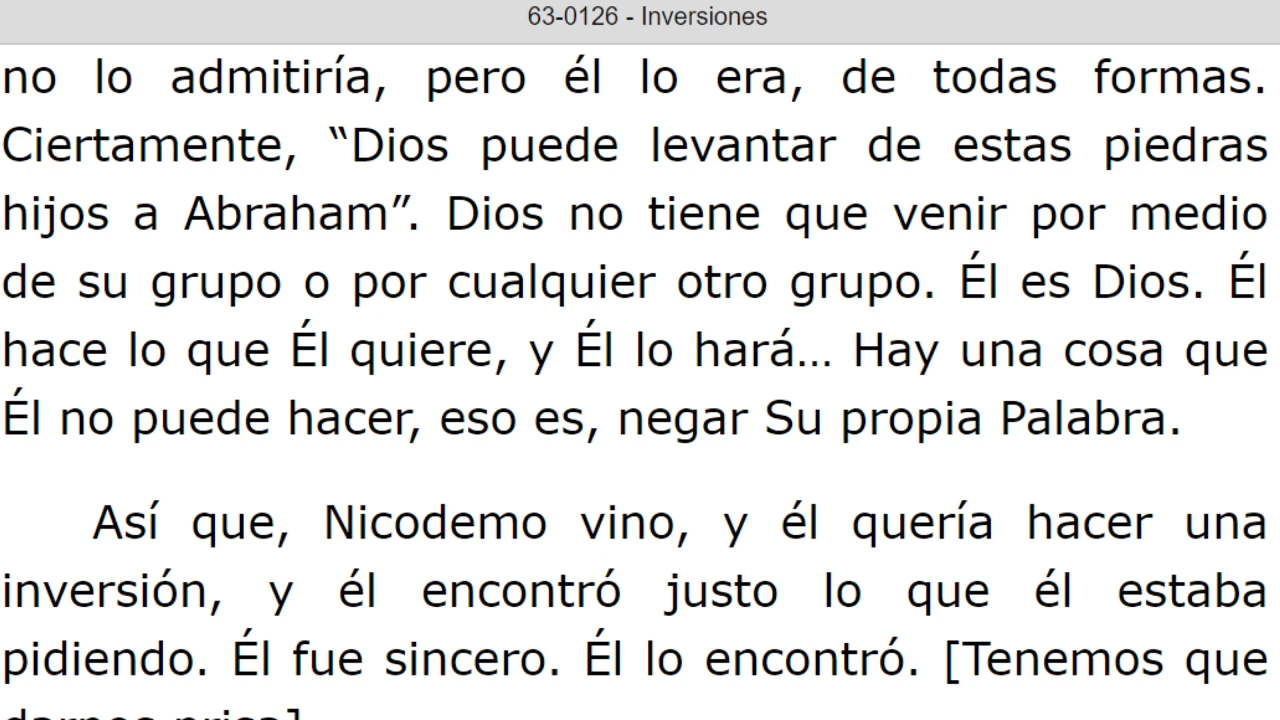 63-0126 - Inversiones
no lo admitiría, pero él lo era, de todas formas.
Ciertamente, “Dios puede levantar de estas piedras
hijos a Abraham”. Dios no tiene que venir por medio
de su grupo o por cualquier otro grupo. Él es Dios. Él
hace lo que Él quiere, y Él lo hará… Hay una cosa que
Él no puede hacer, eso es, negar Su propia Palabra.
Así que, Nicodemo vino, y él quería hacer una
inversión, y él encontró justo lo que él estaba
pidiendo. Él fue sincero. Él lo encontró. [Tenemos que
darnos prisa]